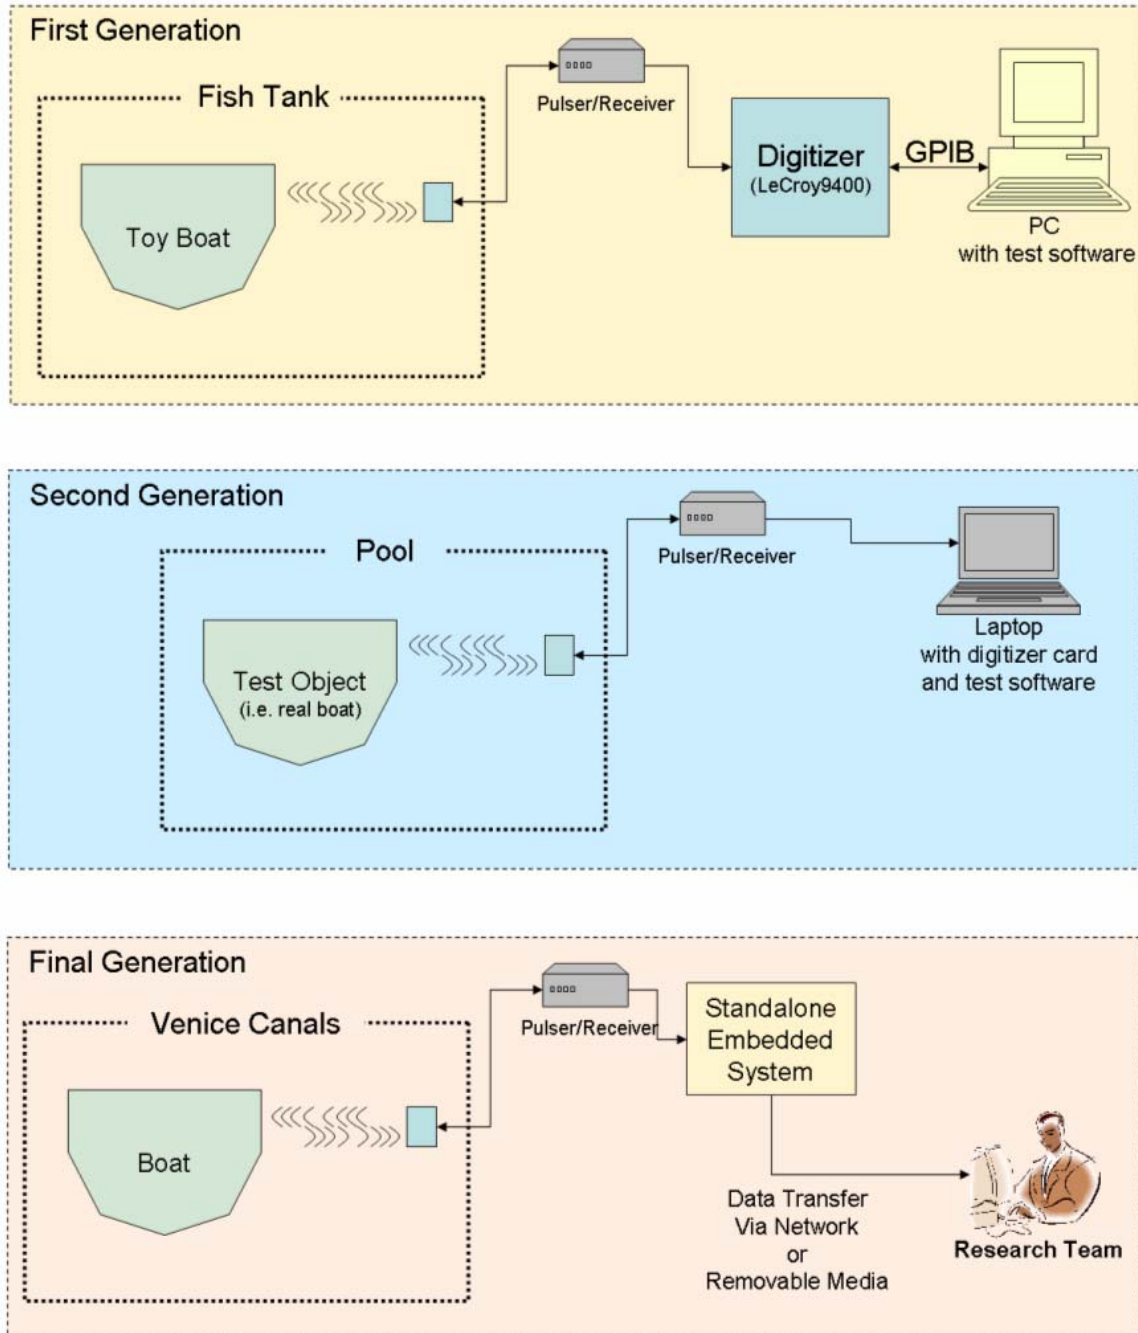 First Generation
Fish Tank
Pulser/Receiver
Toy Boat
Digitizer
(LeCroy9400)
GPIB
PC
with test software
Second Generation
Pool
Pulser/Receiver
Test Object
(i.e. real boat)
Laptop
with digitizer card
and test software
Final Generation
Venice Canals
Pulser/Receiver
Boat
Standalone
Embedded
System
Data Transfer
Via Network
or
Removable Media
Research Team